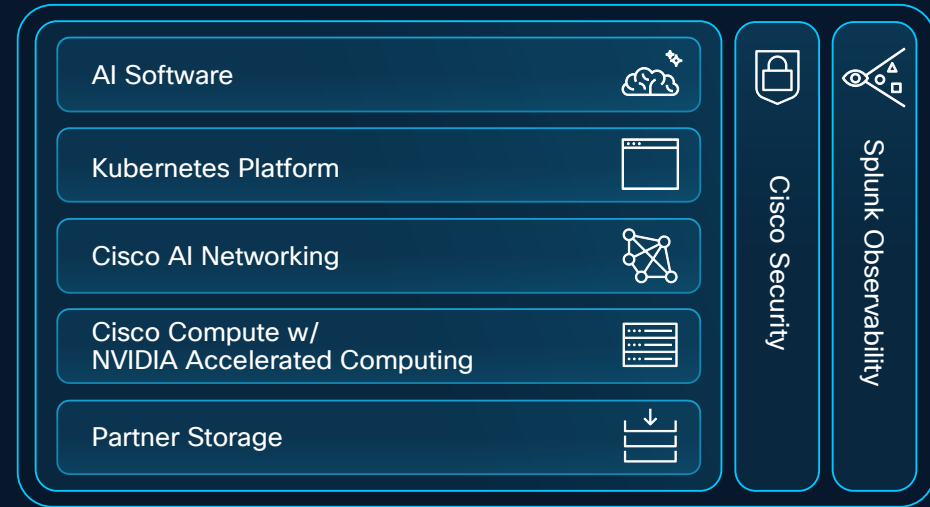 AI Software
Kubernetes Platform
Cisco AI Networking
Cisco Compute w/
NVIDIA Accelerated Computing
Partner Storage
Cisco Security
Splunk Observability